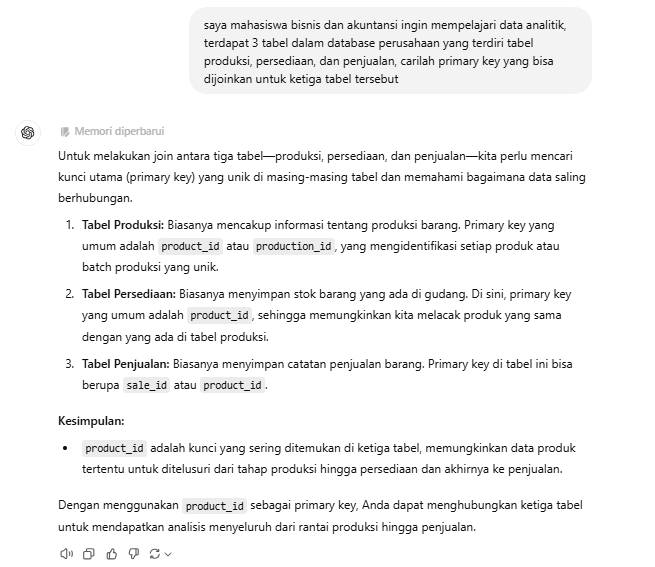 saya mahasiswa bisnis dan akuntansi ingin mempelajari data analitik,
terdapat 3 tabel dalam database perusahaan yang terdiri tabel
produksi, persediaan, dan penjualan, carilah primary key yang bisa
dijoinkan untuk ketiga tabel tersebut
Memori diperbarui
Untuk melakukan join antara tiga tabel—produksi, persediaan, dan penjualan—kita perlu mencari
kunci utama (primary key) yang unik di masing-masing tabel dan memahami bagaimana data saling
berhubungan.
1. Tabel Produksi: Biasanya mencakup informasi tentang produksi barang. Primary key yang
umum adalah product_id atau production_id, yang mengidentifikasi setiap produk atau
batch produksi yang unik.
2. Tabel Persediaan: Biasanya menyimpan stok barang yang ada di gudang. Di sini, primary key
yang umum adalah product_id, sehingga memungkinkan kita melacak produk yang sama
dengan yang ada di tabel produksi.
3. Tabel Penjualan: Biasanya menyimpan catatan penjualan barang. Primary key di tabel ini bisa
berupa sale_id atau product_id.
Kesimpulan:
• product_id adalah kunci yang sering ditemukan di ketiga tabel, memungkinkan data produk
tertentu untuk ditelusuri dari tahap produksi hingga persediaan dan akhirnya ke penjualan.
Dengan menggunakan product_id sebagai primary key, Anda dapat menghubungkan ketiga tabel
untuk mendapatkan analisis menyeluruh dari rantai produksi hingga penjualan.